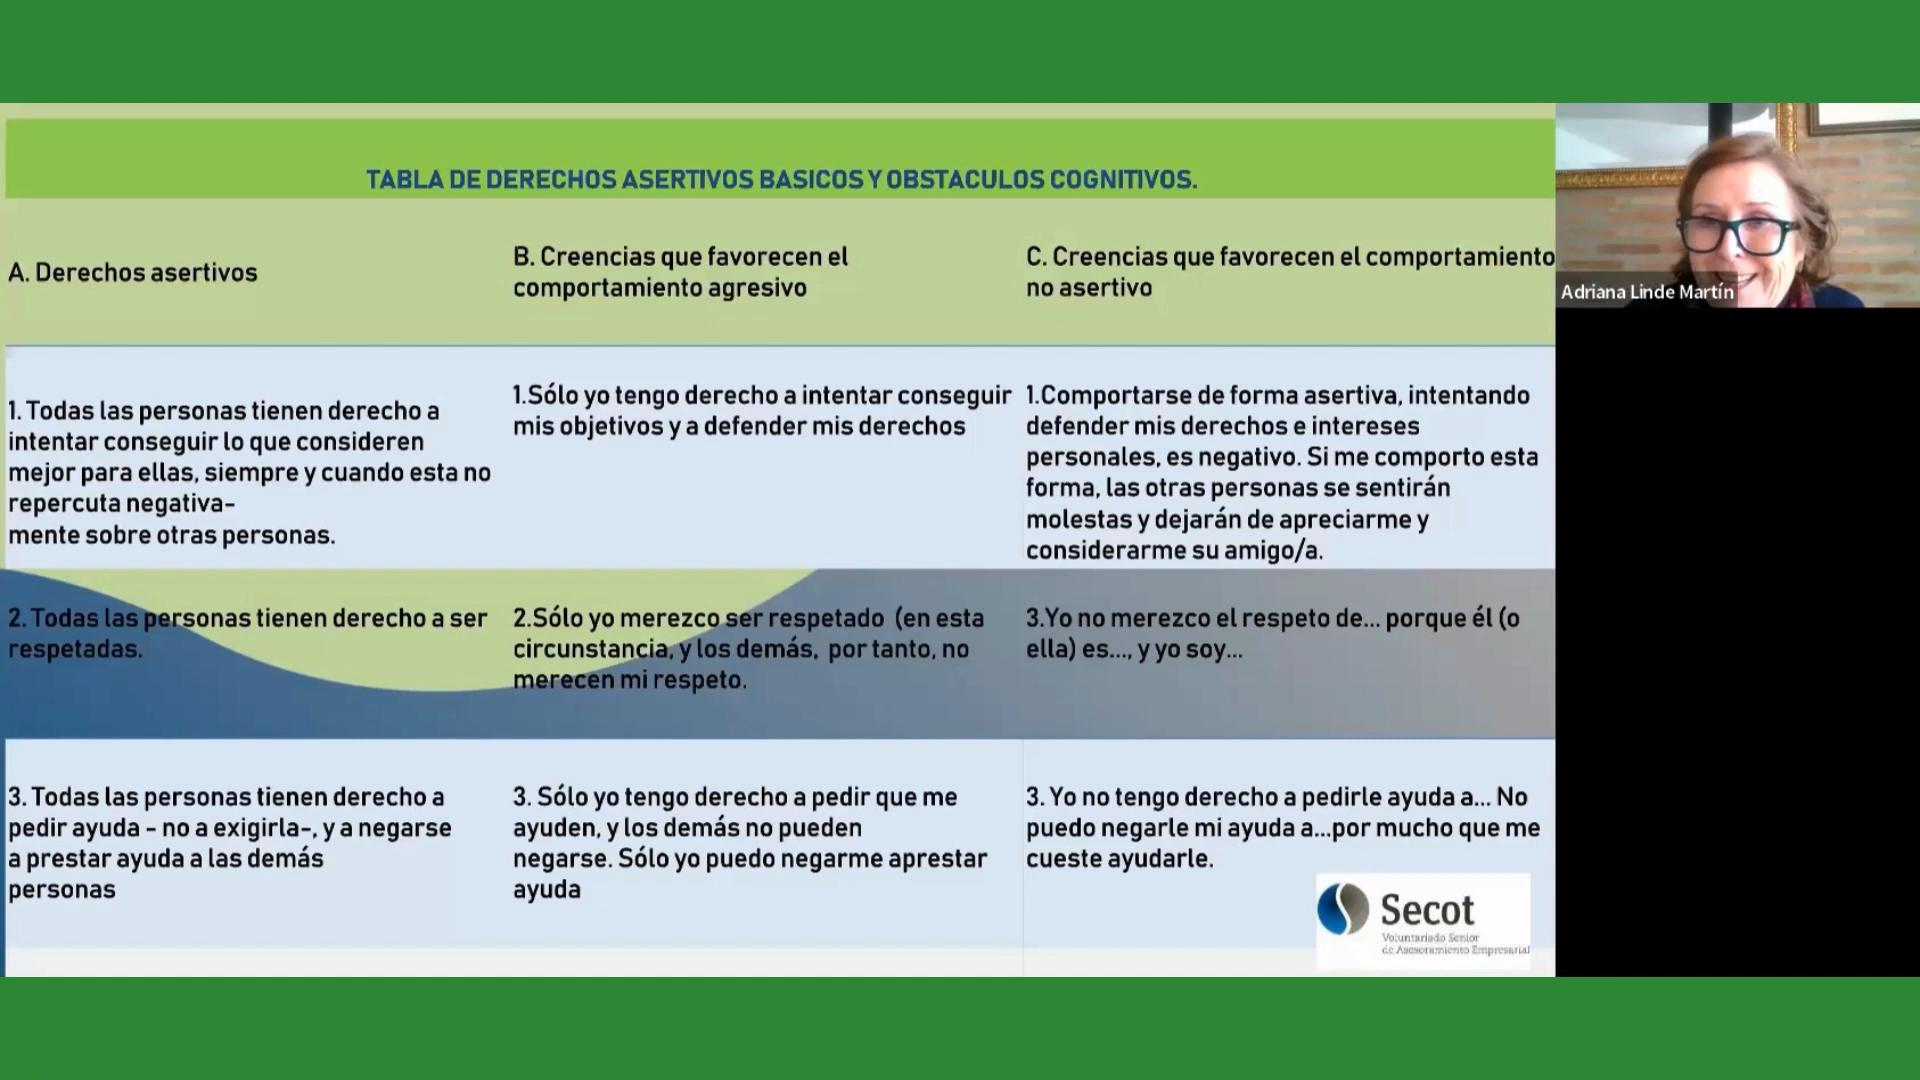 TABLA DE DERECHOS ASERTIVOS BASICOS Y OBSTACULOS COGNITIVOS.
A. Derechos asertivos
B. Creencias que favorecen el
comportamiento agresivo
C. Creencias que favorecen el comportamiento
no asertivo
Adriana Linde Martín
1. Todas las personas tienen derecho a
intentar conseguir lo que consideren
mejor para ellas, siempre y cuando esta no
repercuta negativa-
mente sobre otras personas.
1.Sólo yo tengo derecho a intentar conseguir
mis objetivos y a defender mis derechos
1.Comportarse de forma asertiva, intentando
defender mis derechos e intereses
personales, es negativo. Si me comporto esta
forma, las otras personas se sentirán
molestas y dejarán de apreciarme y
considerarme su amigo/a.
2. Todas las personas tienen derecho a ser
respetadas.
2.Sólo yo merezco ser respetado (en esta
circunstancia, y los demás, por tanto, no
merecen mi respeto.
3.Yo no merezco el respeto de... porque él (o
ella) es..., y yo soy...
3. Todas las personas tienen derecho a
pedir ayuda - no a exigirla-, y a negarse
a prestar ayuda a las demás
personas
3. Sólo yo tengo derecho a pedir que me
ayuden, y los demás no pueden
negarse. Sólo yo puedo negarme aprestar
ayuda
3. Yo no tengo derecho a pedirle ayuda a... No
puedo negarle mi ayuda a...por mucho que me
cueste ayudarle.
Secot
Voluntariado Senior
de Asesoramiento Empresarial